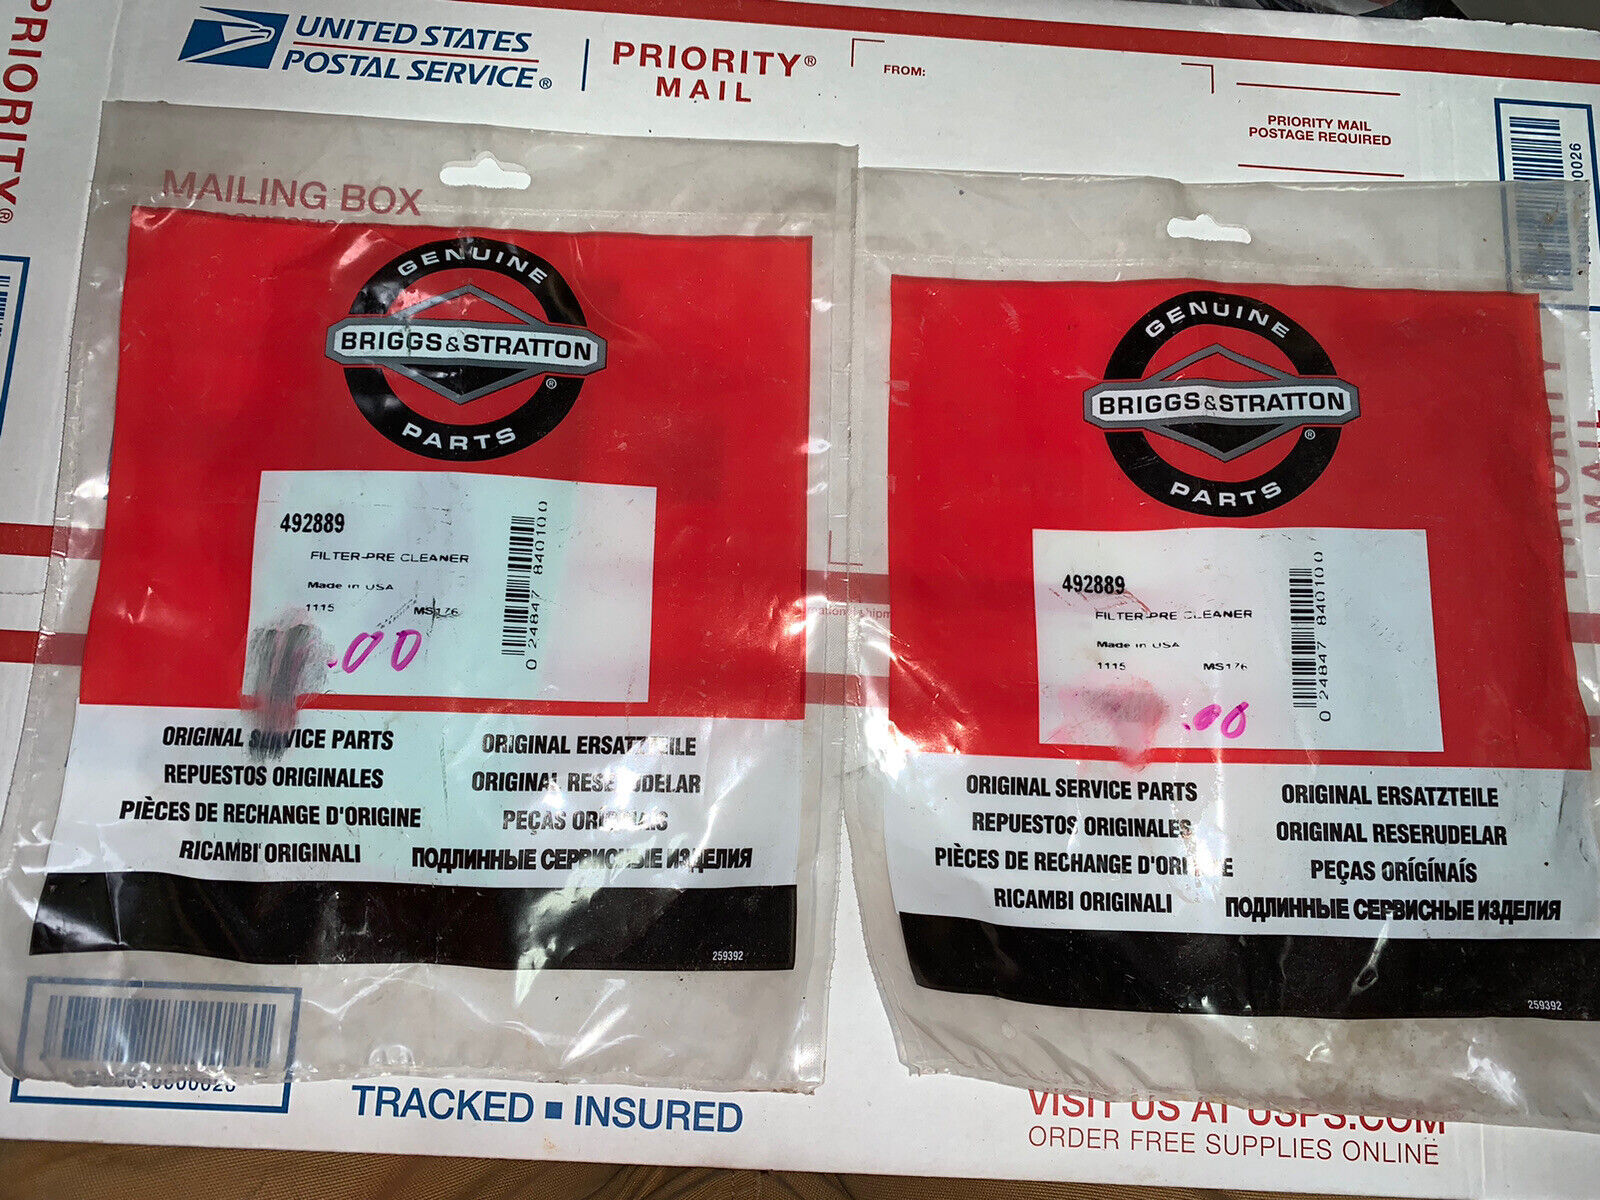 UNITED STATES
POSTAL SERVICE®
PRIORITY®
MAIL
FROM:
PRIORITY MAIL
POSTAGE REQUIRED
PRIORITY®
MAILING BOX
GENUINE
BRIGGS & STRATTON
®
PARTS
492889
FILTER-PRE CLEANER
Made in USA
1115 MS176
.00
0 24847 84010 0
ORIGINAL SERVICE PARTS
REPUESTOS ORIGINALES
PIÈCES DE RECHANGE D'ORIGINE
RICAMBI ORIGINALI
ORIGINAL ERSATZTEILE
ORIGINAL RESERUDELAR
PEÇAS ORÍGÍNAÍS
ПОДЛИННЫЕ СЕРВИСНЫЕ ИЗДЕЛИЯ
259392
GENUINE
BRIGGS & STRATTON
®
PARTS
492889
FILTER-PRE CLEANER
Made in USA
1115 MS176
.00
0 24847 84010 0
ORIGINAL SERVICE PARTS
REPUESTOS ORIGINALES
PIÈCES DE RECHANGE D'ORIGINE
RICAMBI ORIGINALI
ORIGINAL ERSATZTEILE
ORIGINAL RESERUDELAR
PEÇAS ORÍGÍNAÍS
ПОДЛИННЫЕ СЕРВИСНЫЕ ИЗДЕЛИЯ
259392
PRIORITY
MAIL
TRACKED ■ INSURED
VISIT US AT USPS.COM
ORDER FREE SUPPLIES ONLINE